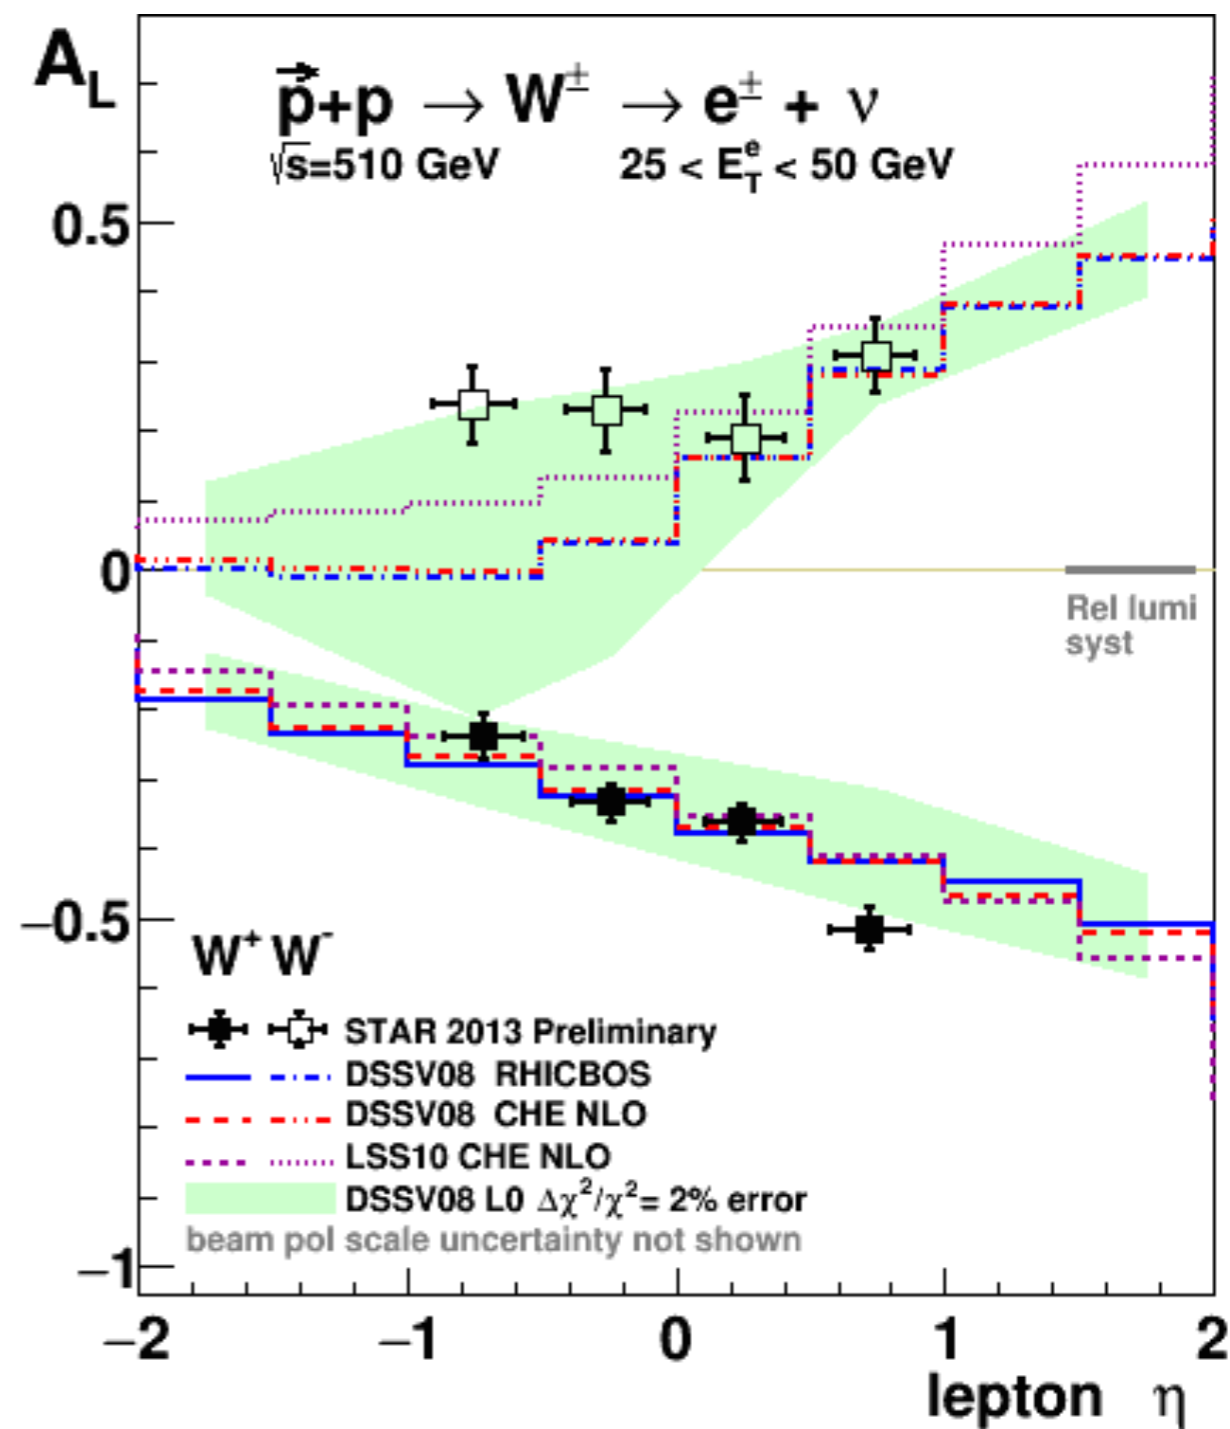 A_L
p⃗+p → W^± → e^± + ν
√s=510 GeV 25 < E_T^e < 50 GeV
0.5
0
Rel lumi
syst
−0.5
W^+ W^-
STAR 2013 Preliminary
DSSV08 RHICBOS
DSSV08 CHE NLO
LSS10 CHE NLO
DSSV08 L0 Δχ²/χ²= 2% error
beam pol scale uncertainty not shown
−1
−2 −1 0 1 2
lepton η